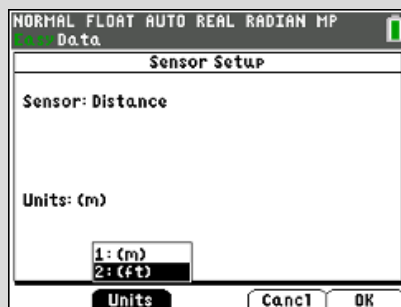 NORMAL FLOAT AUTO REAL RADIAN MP
EasyData
Sensor Setup
Sensor: Distance
Units: (m)
1:(m)
2:(ft)
Units Cancl OK